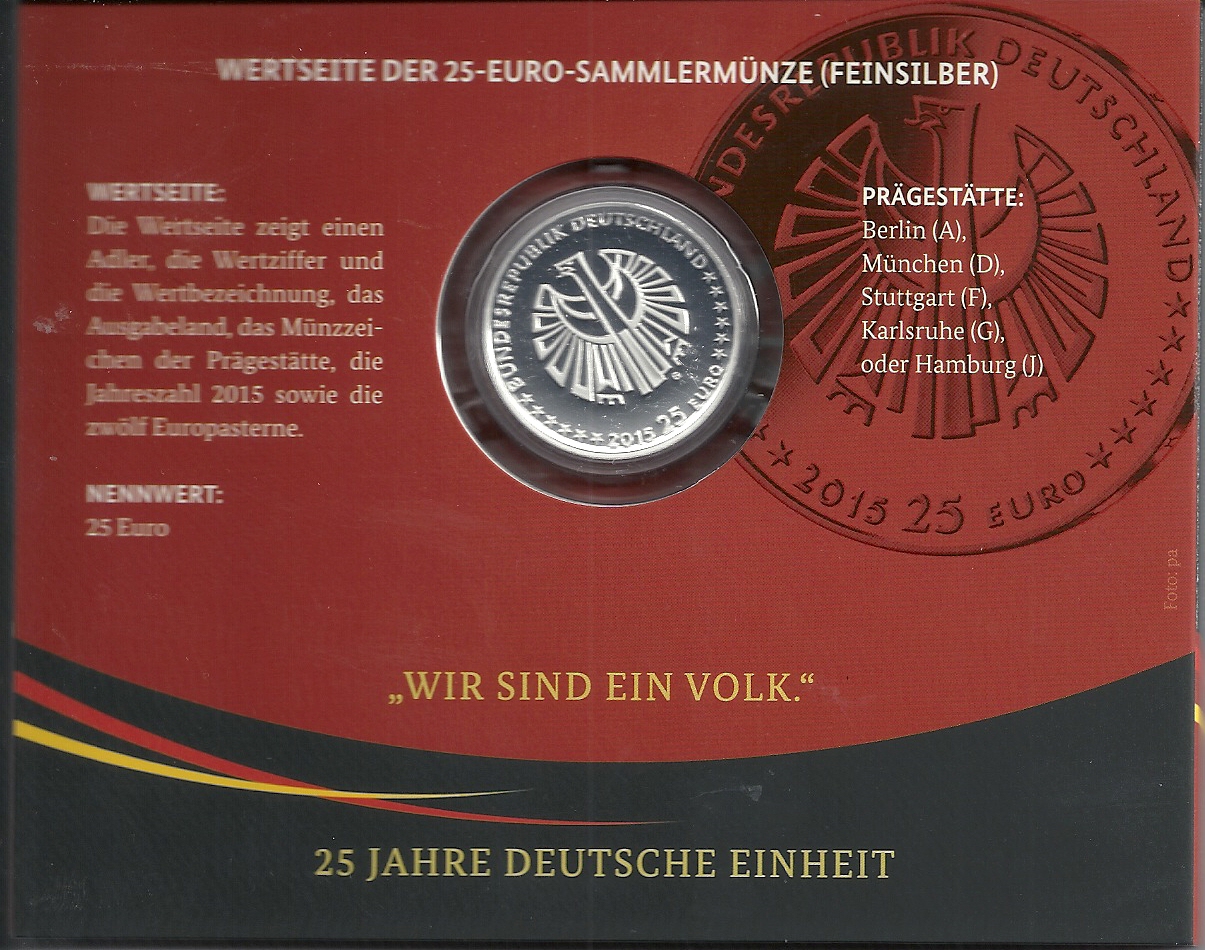 WERTSEITE DER 25-EURO-SAMMLERMÜNZE (FEINSILBER)
WERTSEITE:
Die Wertseite zeigt einen
Adler, die Wertziffer und
die Wertbezeichnung, das
Ausgabeland, das Münzzei-
chen der Prägestätte, die
Jahreszahl 2015 sowie die
zwölf Europasterne.
NENNWERT:
25 Euro
BUNDESREPUBLIK DEUTSCHLAND
2015 25 EURO
PRÄGESTÄTTE:
Berlin (A),
München (D),
Stuttgart (F),
Karlsruhe (G),
oder Hamburg (J)
NDESREPUBLIK DEUTSCHLAND
2015 25 EURO
Foto: pa
„WIR SIND EIN VOLK.“
25 JAHRE DEUTSCHE EINHEIT